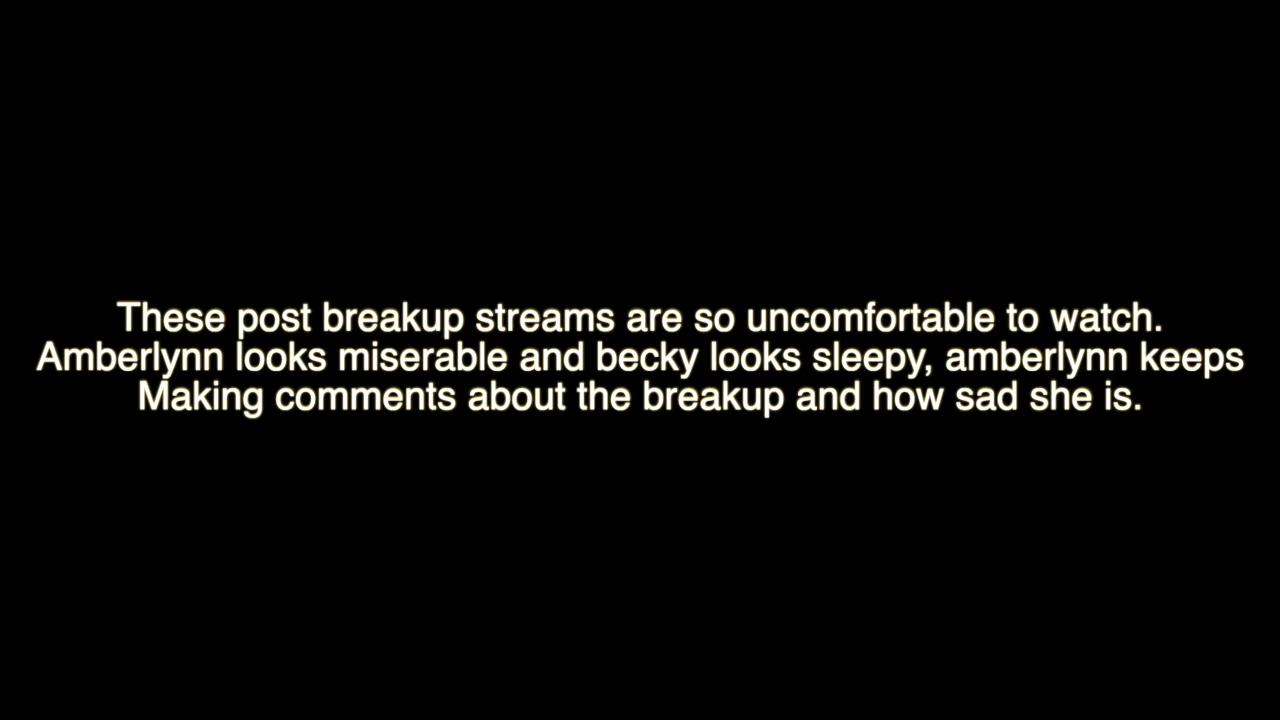 These post breakup streams are so uncomfortable to watch.
Amberlynn looks miserable and becky looks sleepy, amberlynn keeps
Making comments about the breakup and how sad she is.